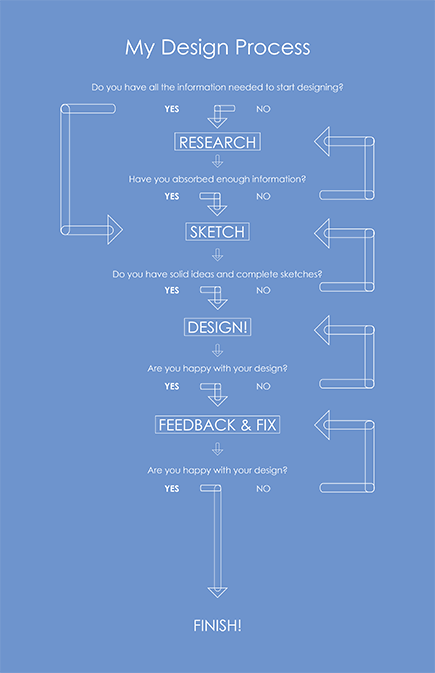 My Design Process
Do you have all the information needed to start designing?
YES NO
RESEARCH
Have you absorbed enough information?
YES NO
SKETCH
Do you have solid ideas and complete sketches?
YES NO
DESIGN!
Are you happy with your design?
YES NO
FEEDBACK & FIX
Are you happy with your design?
YES NO
FINISH!